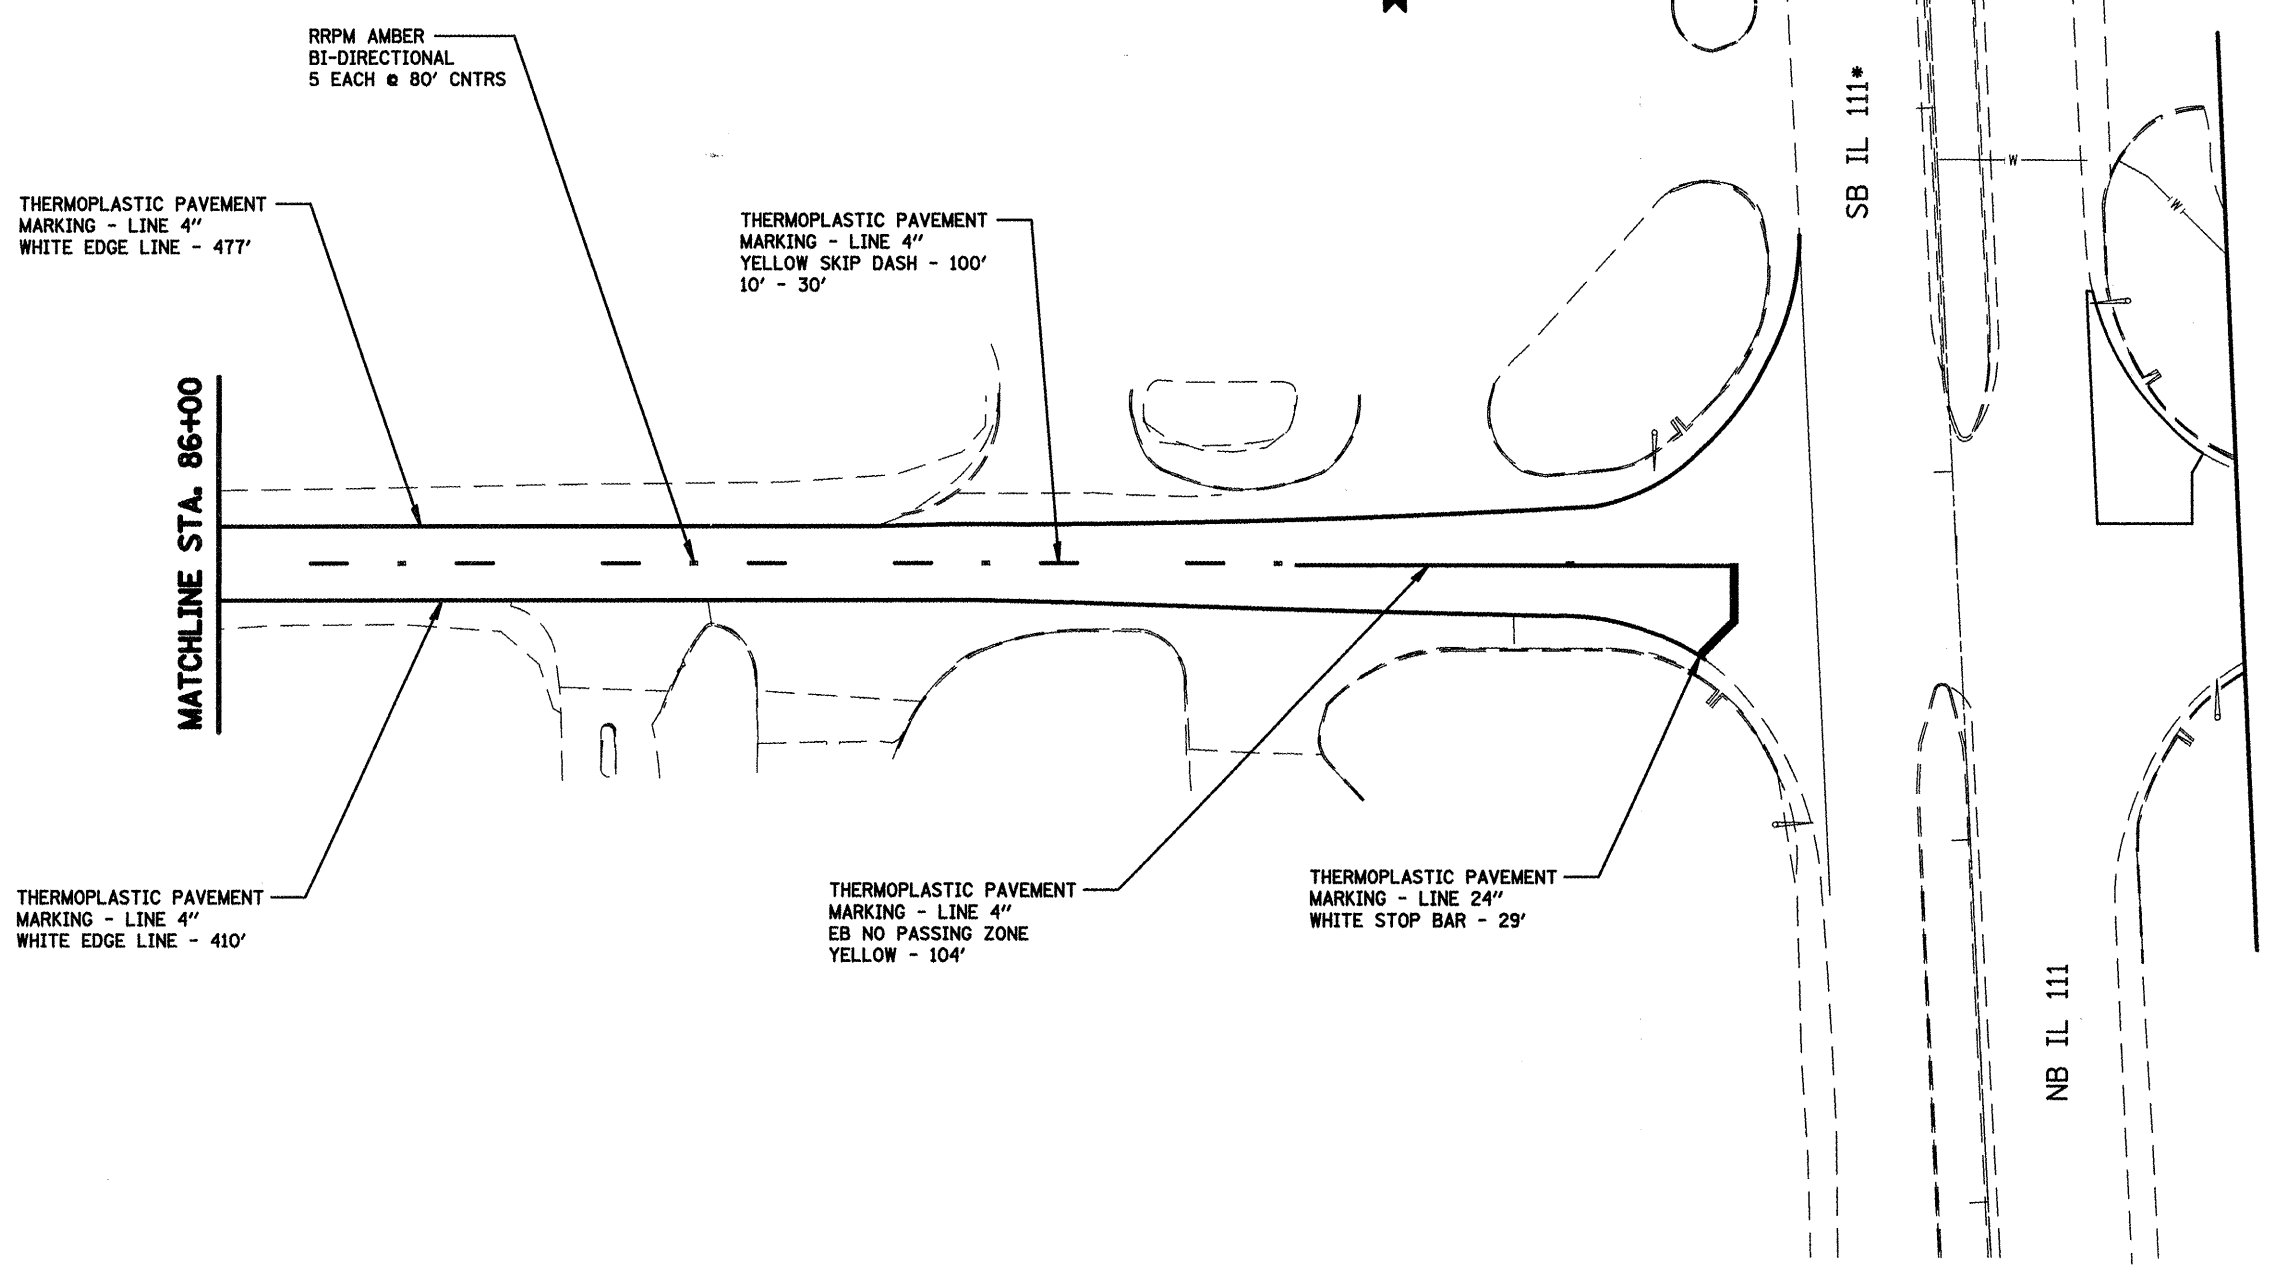 RRPM AMBER
BI-DIRECTIONAL
5 EACH @ 80' CNTRS
THERMOPLASTIC PAVEMENT
MARKING - LINE 4"
WHITE EDGE LINE - 477'
THERMOPLASTIC PAVEMENT
MARKING - LINE 4"
YELLOW SKIP DASH - 100'
10' - 30'
SB IL 111*
W
W
MATCHLINE STA. 86+00
THERMOPLASTIC PAVEMENT
MARKING - LINE 4"
WHITE EDGE LINE - 410'
THERMOPLASTIC PAVEMENT
MARKING - LINE 4"
EB NO PASSING ZONE
YELLOW - 104'
THERMOPLASTIC PAVEMENT
MARKING - LINE 24"
WHITE STOP BAR - 29'
NB IL 111